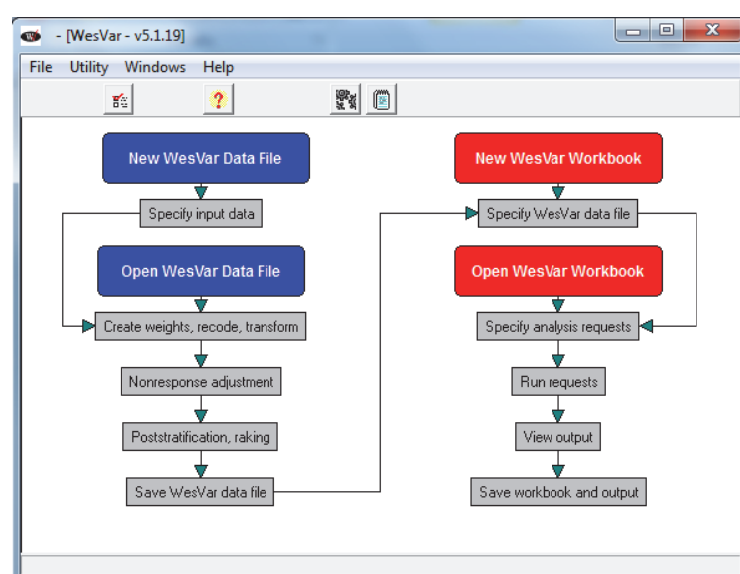 - [WesVar - v5.1.19]
File Utility Windows Help
New WesVar Data File
Specify input data
Open WesVar Data File
Create weights, recode, transform
Nonresponse adjustment
Poststratification, raking
Save WesVar data file
New WesVar Workbook
Specify WesVar data file
Open WesVar Workbook
Specify analysis requests
Run requests
View output
Save workbook and output